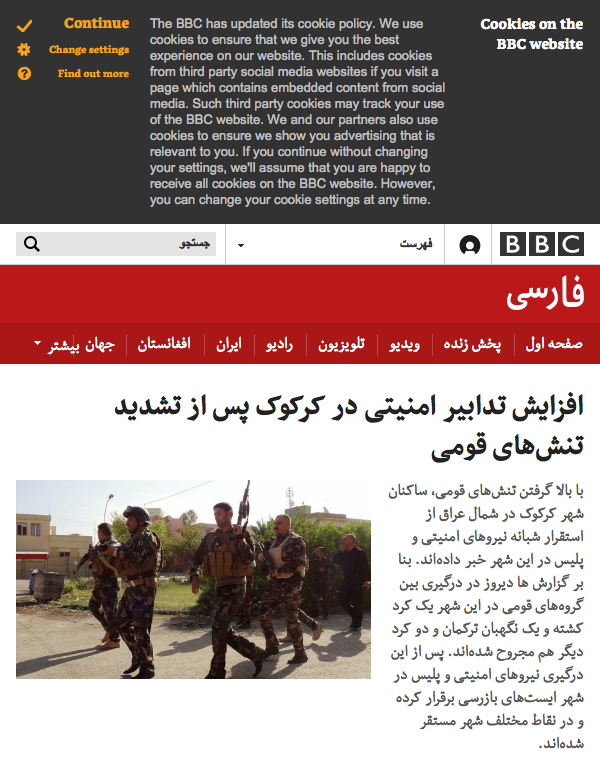 Continue
Change settings
Find out more
The BBC has updated its cookie policy. We use
cookies to ensure that we give you the best
experience on our website. This includes cookies
from third party social media websites if you visit a
page which contains embedded content from social
media. Such third party cookies may track your use
of the BBC website. We and our partners also use
cookies to ensure we show you advertising that is
relevant to you. If you continue without changing
your settings, we'll assume that you are happy to
receive all cookies on the BBC website. However,
you can change your cookie settings at any time.
Cookies on the
BBC website
BBC
فهرست
جستجو
فارسی
صفحه اول
پخش زنده
ویدیو
تلویزیون
رادیو
ایران
افغانستان
جهان
بیشتر
افزایش تدابیر امنیتی در کرکوک پس از تشدید
تنش‌های قومی
با بالا گرفتن تنش‌های قومی، ساکنان
شهر کرکوک در شمال عراق از
استقرار شبانه نیروهای امنیتی و
پلیس در این شهر خبر داده‌اند. بنا
بر گزارش ها دیروز در درگیری بین
گروه‌های قومی در این شهر یک کرد
کشته و یک نگهبان ترکمان و دو کرد
دیگر هم مجروح شده‌اند. پس از این
درگیری نیروهای امنیتی و پلیس در
شهر ایست‌های بازرسی برقرار کرده
و در نقاط مختلف شهر مستقر
شده‌اند.